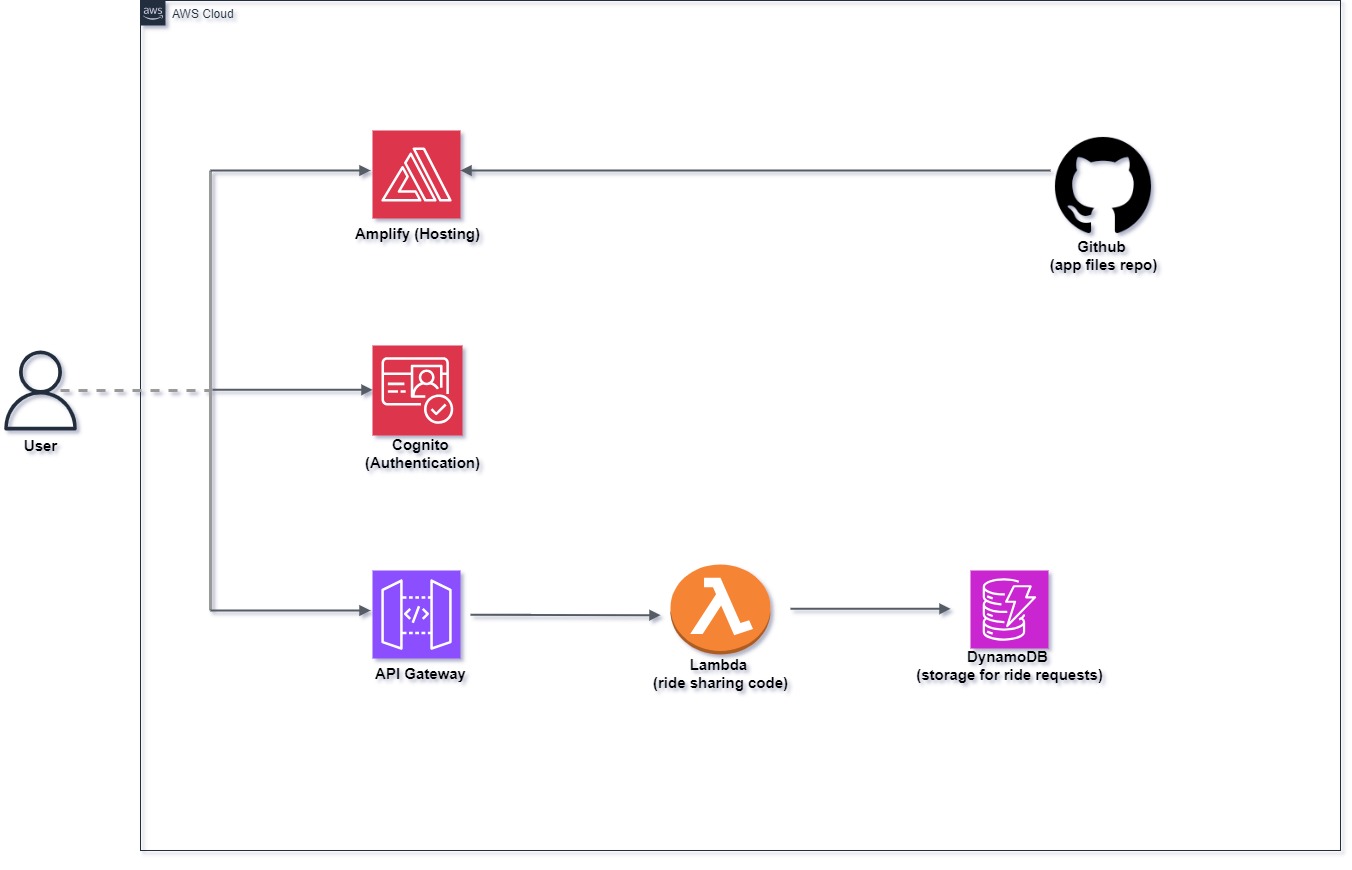 aws
AWS Cloud
Amplify (Hosting)
Github
(app files repo)
User
Cognito
(Authentication)
</>
API Gateway
Lambda
(ride sharing code)
DynamoDB
(storage for ride requests)